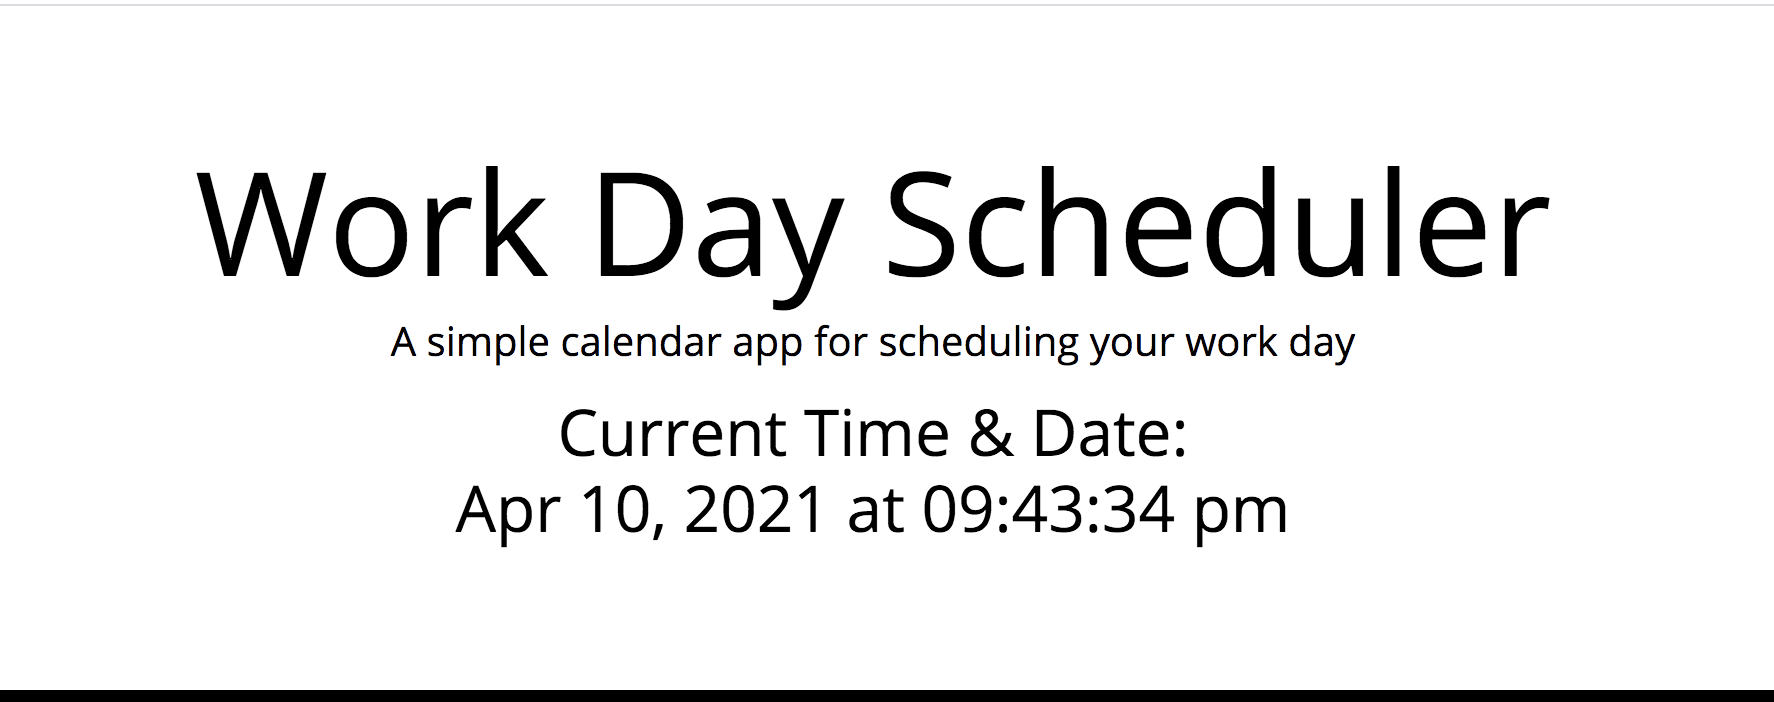 Work Day Scheduler
A simple calendar app for scheduling your work day
Current Time & Date:
Apr 10, 2021 at 09:43:34 pm